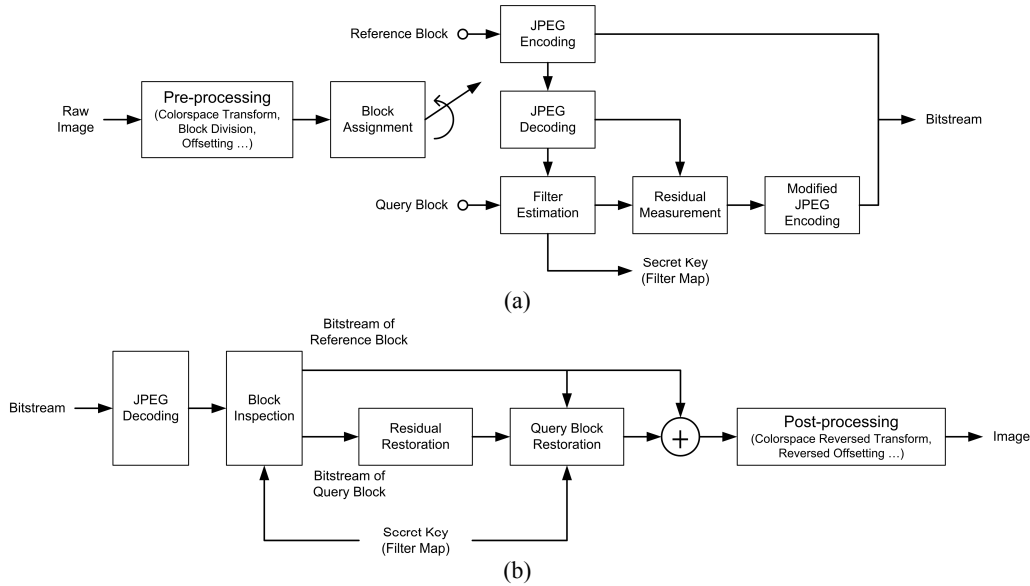 Reference Block
JPEG
Encoding
Raw
Image
Pre-processing
(Colorspace Transform,
Block Division,
Offsetting ...)
Block
Assignment
JPEG
Decoding
Bitstream
Query Block
Filter
Estimation
Residual
Measurement
Modified
JPEG
Encoding
Secret Key
(Filter Map)
(a)
Bitstream of
Reference Block
Bitstream
JPEG
Decoding
Block
Inspection
Residual
Restoration
Query Block
Restoration
+
Post-processing
(Colorspace Reversed Transform,
Reversed Offsetting ...)
Image
Bitstream of
Query Block
Secret Key
(Filter Map)
(b)